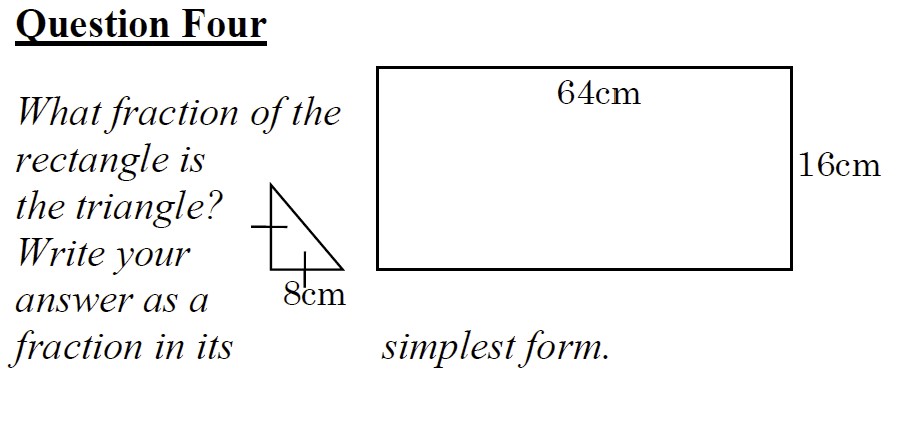 Question Four
64cm
What fraction of the
rectangle is
16cm
the triangle?
Write your
answer as a
8cm
fraction in its simplest form.